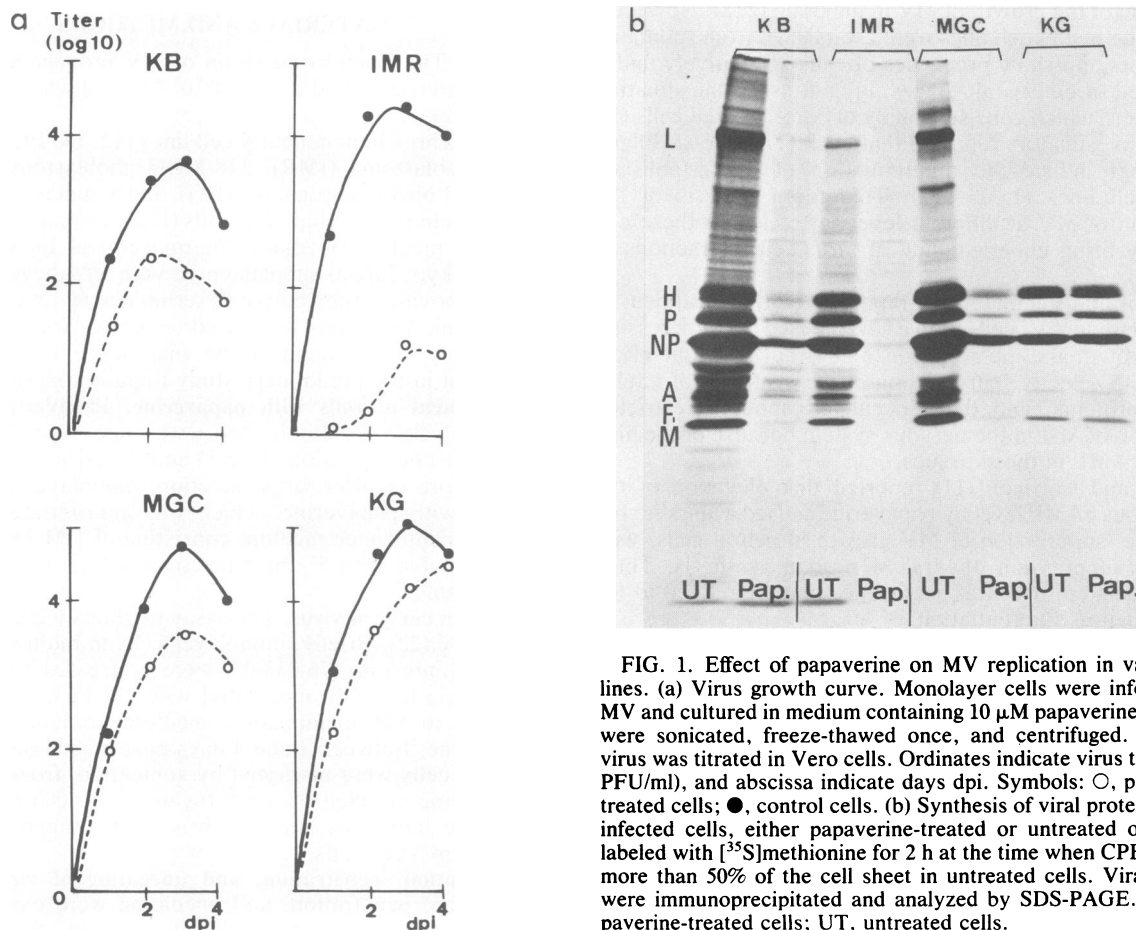 a
Titer
(log10)
KB
IMR
4
2
0
2
4
2
4
MGC
KG
4
2
0
0
2
4
dpi
0
2
4
dpi
b
KB
IMR
MGC
KG
L
H
P
NP
A
F
M
UT
Pap.
UT
Pap.
UT
Pap.
UT
Pap.
FIG. 1. Effect of papaverine on MV replication in
lines. (a) Virus growth curve. Monolayer cells were
MV and cultured in medium containing 10 μM papaverine
were sonicated, freeze-thawed once, and centrifuged.
virus was titrated in Vero cells. Ordinates indicate virus
PFU/ml), and abscissa indicate days dpi. Symbols: ○,
treated cells; ●, control cells. (b) Synthesis of viral
infected cells, either papaverine-treated or untreated
labeled with [³⁵S]methionine for 2 h at the time when
more than 50% of the cell sheet in untreated cells.
were immunoprecipitated and analyzed by SDS-PAGE.
paverine-treated cells; UT, untreated cells.